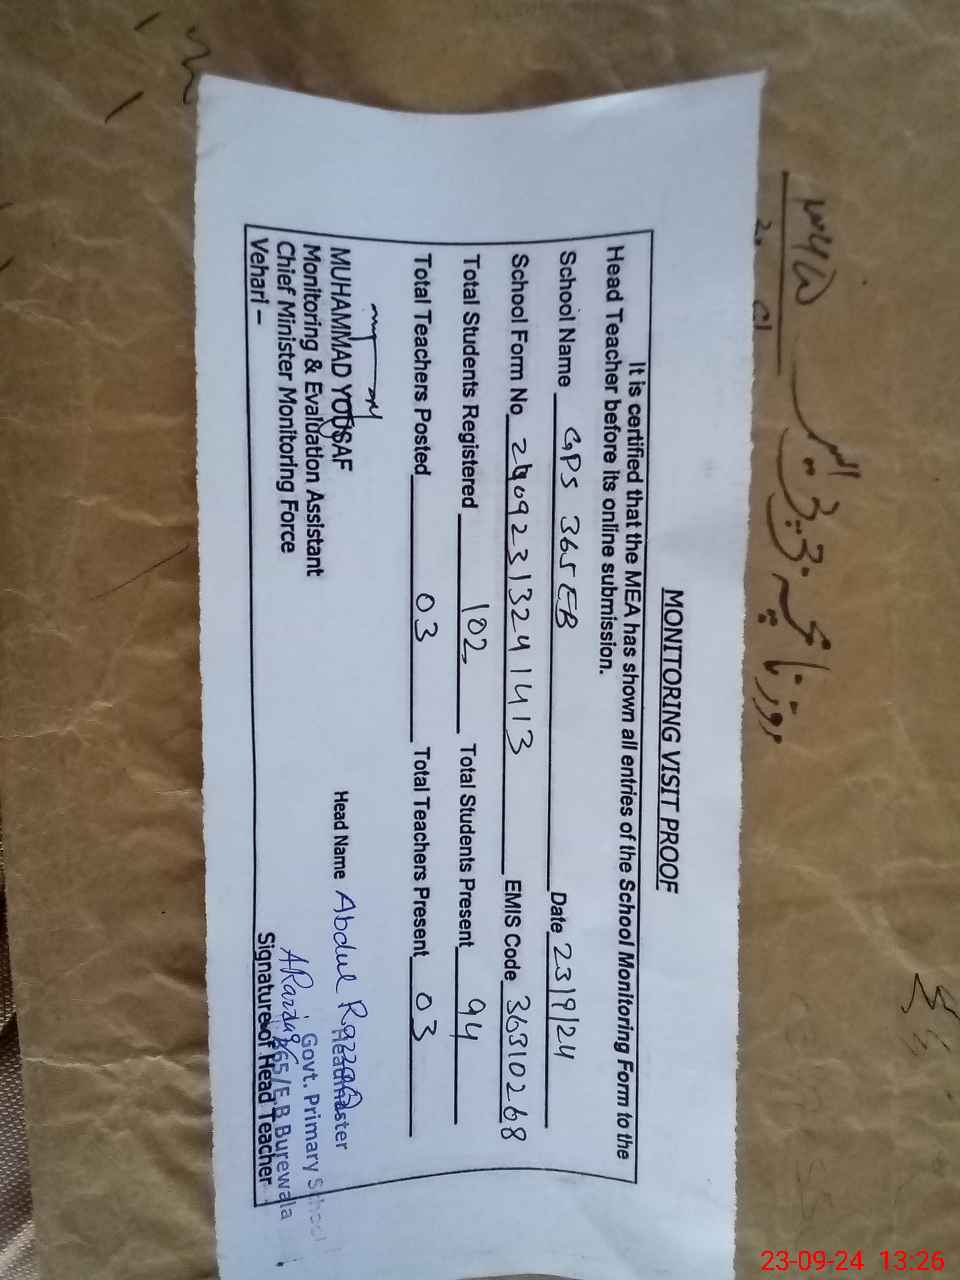 MONITORING VISIT PROOF
It is certified that the MEA has shown all entries of the School Monitoring Form to the
Head Teacher before its online submission.
School Name GPS 365 EB Date 23/9/24
School Form No 24092313241413 EMIS Code 36310268
Total Students Registered 102 Total Students Present 94
Total Teachers Posted 03 Total Teachers Present 03
MUHAMMAD YOUSAF
Monitoring & Evaluation Assistant
Chief Minister Monitoring Force
Vehari –
Head Name Abdul Razzaq
Headmaster
Govt. Primary School
365/E.B Burewala
Signature of Head Teacher
23-09-24 13:26